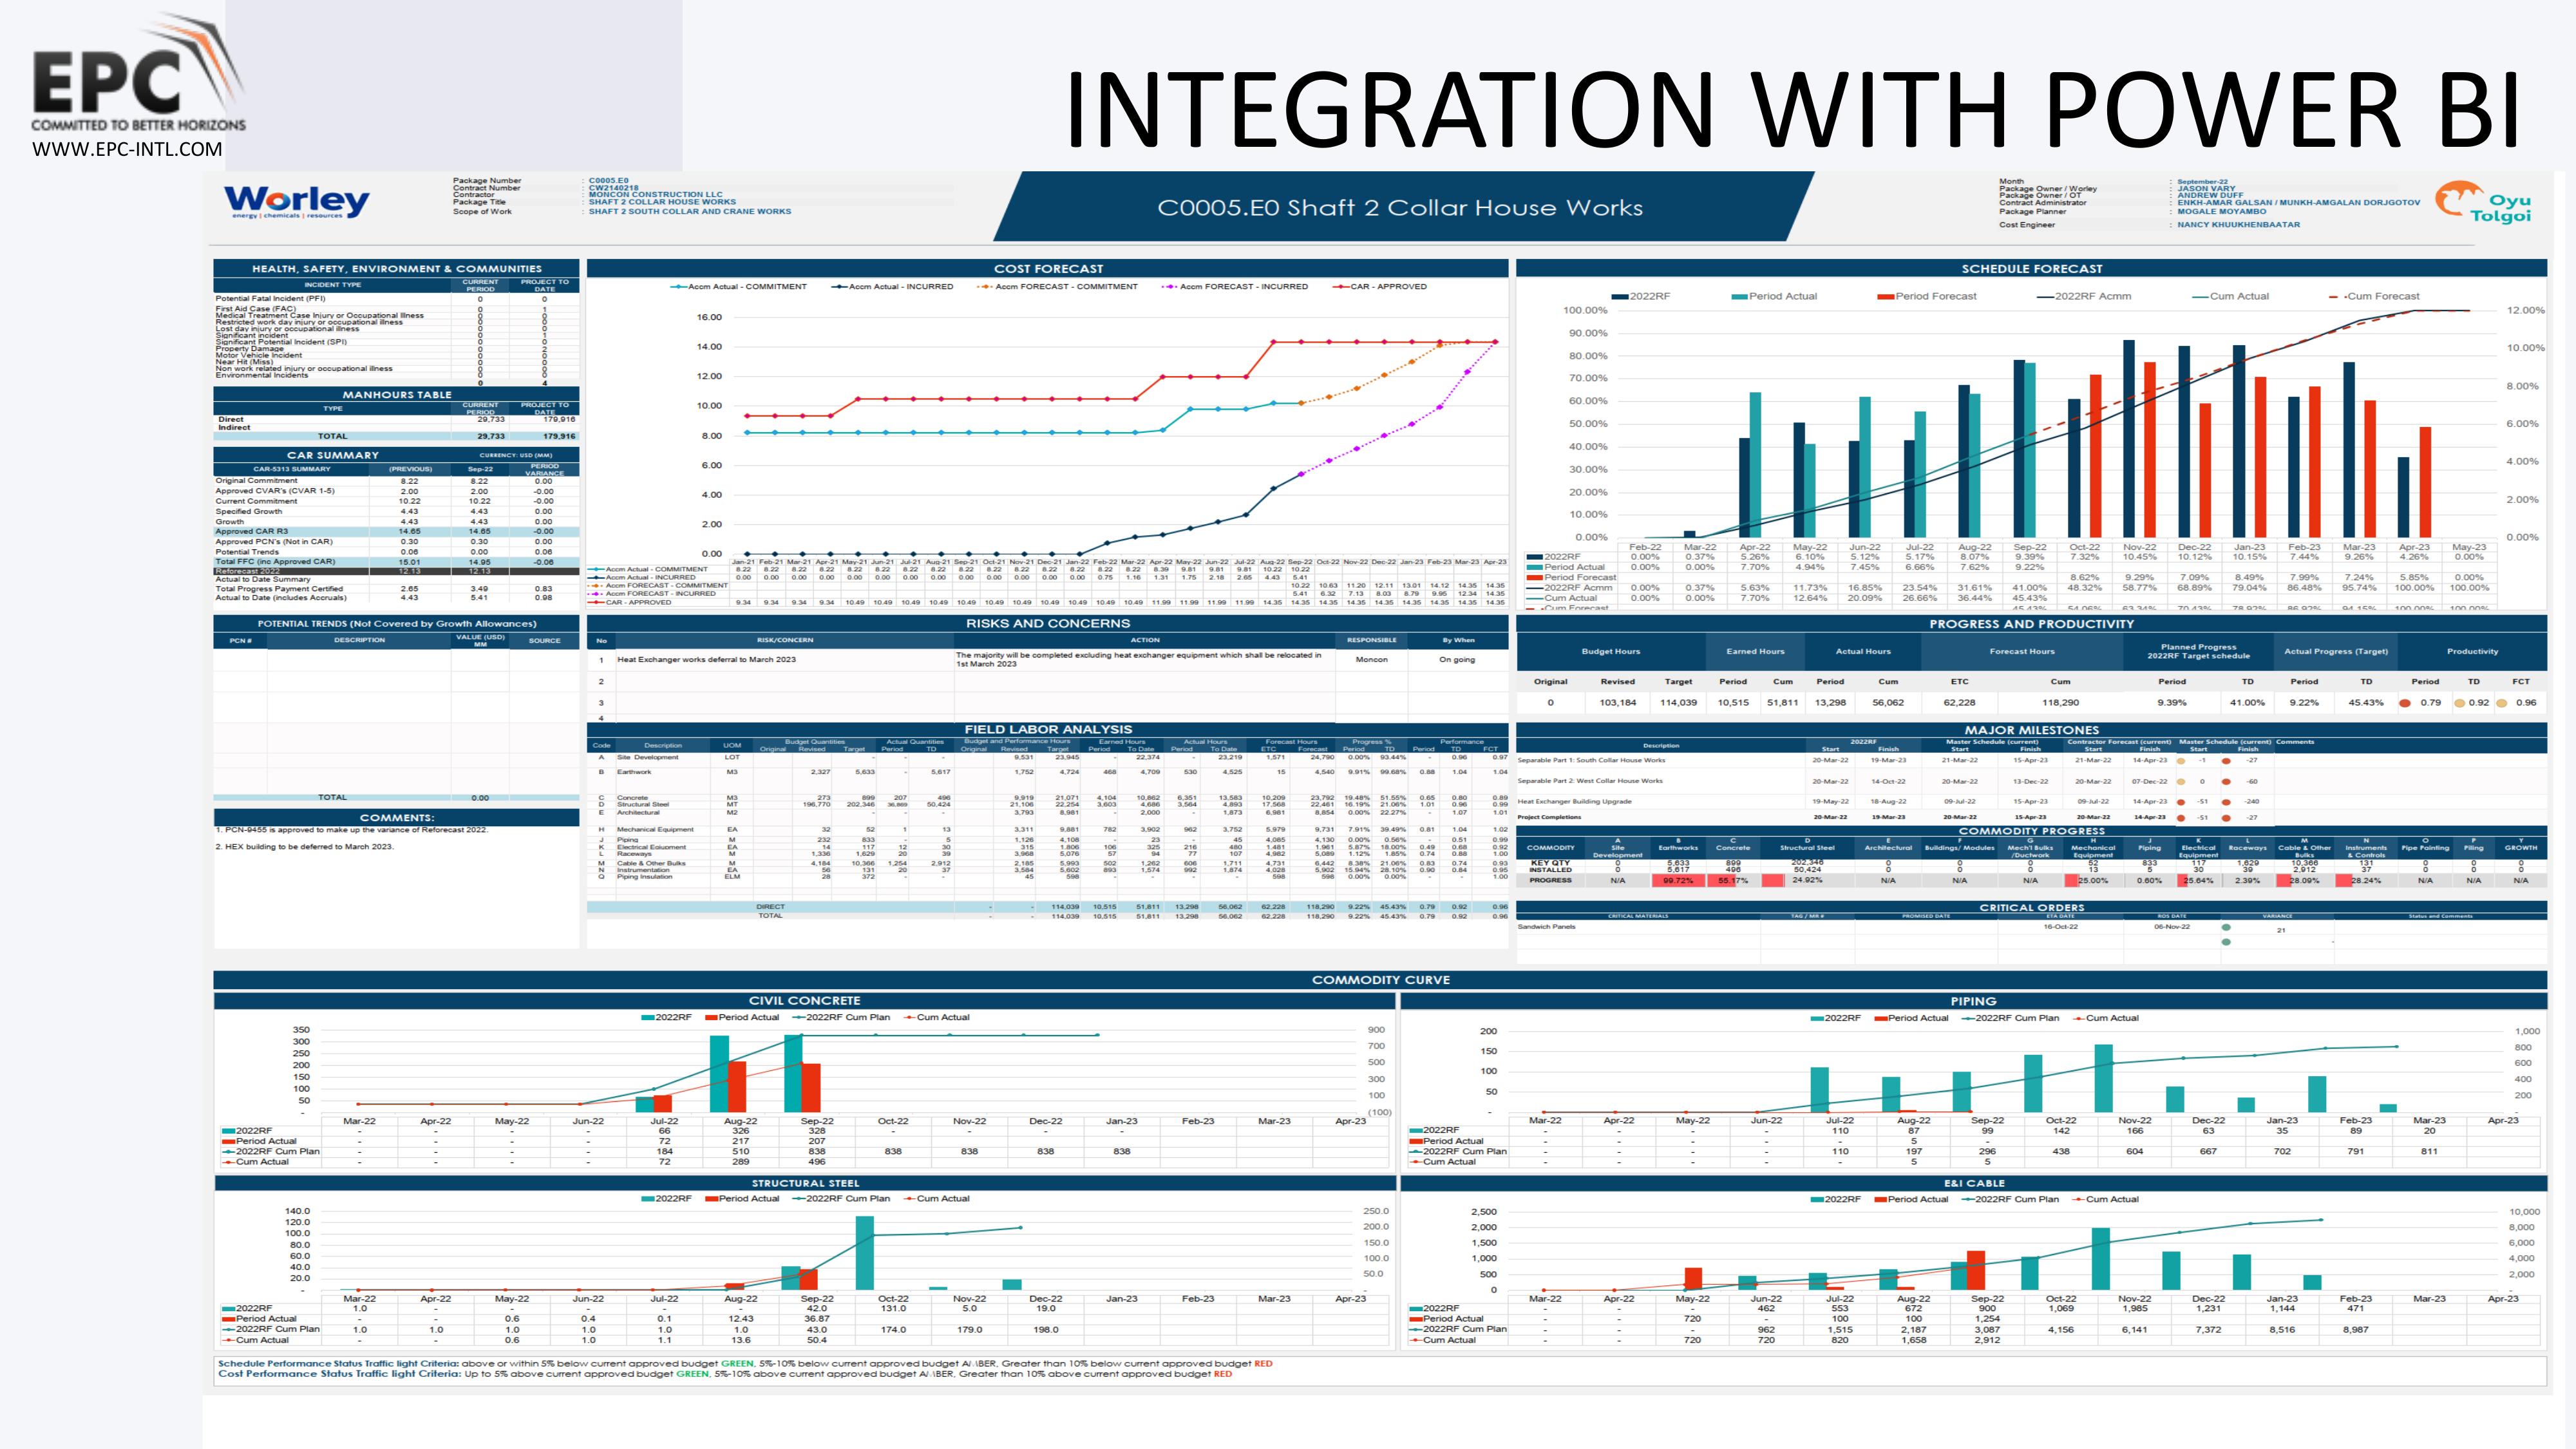 EPC
COMMITTED TO BETTER HORIZONS
WWW.EPC-INTL.COM
INTEGRATION WITH POWER BI
Worley
energy | chemicals | resources
Package Number : C0005.E0
Contract Number : CW2140218
Contractor : MONCON CONSTRUCTION LLC
Package Title : SHAFT 2 COLLAR HOUSE WORKS
Scope of Work : SHAFT 2 SOUTH COLLAR AND CRANE WORKS
C0005.E0 Shaft 2 Collar House Works
Month : September-22
Package Owner / Worley : JASON VARY
Package Owner / OT : ANDREW DUFF
Contract Administrator : ENKH-AMAR GALSAN / MUNKH-AMGALAN DORJGOTOV
Package Planner : MOGALE MOYAMBO
Cost Engineer : NANCY KHUUKHENBAATAR
Oyu
Tolgoi
HEALTH, SAFETY, ENVIRONMENT & COMMUNITIES
INCIDENT TYPE CURRENT PERIOD PROJECT TO DATE
Potential Fatal Incident (PFI) 0 0
First Aid Case (FAC) 0 1
Medical Treatment Case Injury or Occupational Illness 0 0
Restricted work day injury or occupational illness 0 0
Lost day injury or occupational illness 0 0
Significant incident 0 1
Significant Potential Incident (SPI) 0 0
Property Damage 0 2
Motor Vehicle Incident 0 0
Near Hit (Miss) 0 0
Non work related injury or occupational illness 0 0
Environmental Incidents 0 0
0 4
MANHOURS TABLE
TYPE CURRENT PERIOD PROJECT TO DATE
Direct 29,733 179,916
Indirect
TOTAL 29,733 179,916
CAR SUMMARY CURRENCY: USD (MM)
CAR-5313 SUMMARY (PREVIOUS) Sep-22 PERIOD VARIANCE
Original Commitment 8.22 8.22 0.00
Approved CVAR's (CVAR 1-5) 2.00 2.00 -0.00
Current Commitment 10.22 10.22 -0.00
Specified Growth 4.43 4.43 0.00
Growth 4.43 4.43 0.00
Approved CAR R3 14.65 14.65 -0.00
Approved PCN's (Not in CAR) 0.30 0.30 0.00
Potential Trends 0.06 0.00 0.06
Total FFC (inc Approved CAR) 15.01 14.95 -0.06
Reforecast 2022 12.13 12.13
Actual to Date Summary
Total Progress Payment Certified 2.65 3.49 0.83
Actual to Date (includes Accruals) 4.43 5.41 0.98
COST FORECAST
Accm Actual - COMMITMENT Accm Actual - INCURRED Accm FORECAST - COMMITMENT Accm FORECAST - INCURRED CAR - APPROVED
16.00
14.00
12.00
10.00
8.00
6.00
4.00
2.00
0.00
Jan-21 Feb-21 Mar-21 Apr-21 May-21 Jun-21 Jul-21 Aug-21 Sep-21 Oct-21 Nov-21 Dec-21 Jan-22 Feb-22 Mar-22 Apr-22 May-22 Jun-22 Jul-22 Aug-22 Sep-22 Oct-22 Nov-22 Dec-22 Jan-23 Feb-23 Mar-23 Apr-23
Accm Actual - COMMITMENT 8.22 8.22 8.22 8.22 8.22 8.22 8.22 8.22 8.22 8.22 8.22 8.22 8.22 8.22 8.22 8.39 9.81 9.81 9.81 10.22 10.22
Accm Actual - INCURRED 0.00 0.00 0.00 0.00 0.00 0.00 0.00 0.00 0.00 0.00 0.00 0.00 0.00 0.75 1.16 1.31 1.75 2.18 2.65 4.43 5.41
Accm FORECAST - COMMITMENT 10.22 10.63 11.20 12.11 13.01 14.12 14.35 14.35
Accm FORECAST - INCURRED 5.41 6.32 7.13 8.03 8.79 9.95 12.34 14.35
CAR - APPROVED 9.34 9.34 9.34 9.34 10.49 10.49 10.49 10.49 10.49 10.49 10.49 10.49 10.49 10.49 10.49 11.99 11.99 11.99 11.99 14.35 14.35 14.35 14.35 14.35 14.35 14.35 14.35 14.35
SCHEDULE FORECAST
2022RF Period Actual Period Forecast 2022RF Acmm Cum Actual Cum Forecast
100.00% 12.00%
90.00%
80.00% 10.00%
70.00% 8.00%
60.00%
50.00% 6.00%
40.00% 4.00%
30.00%
20.00% 2.00%
10.00%
0.00% 0.00%
Feb-22 Mar-22 Apr-22 May-22 Jun-22 Jul-22 Aug-22 Sep-22 Oct-22 Nov-22 Dec-22 Jan-23 Feb-23 Mar-23 Apr-23 May-23
2022RF 0.00% 0.37% 5.26% 6.10% 5.12% 5.17% 8.07% 9.39% 7.32% 10.45% 10.12% 10.15% 7.44% 9.26% 4.26% 0.00%
Period Actual 0.00% 0.00% 7.70% 4.94% 7.45% 6.66% 7.62% 9.22%
Period Forecast 8.62% 9.29% 7.09% 8.49% 7.99% 7.24% 5.85% 0.00%
2022RF Acmm 0.00% 0.37% 5.63% 11.73% 16.85% 23.54% 31.61% 41.00% 48.32% 58.77% 68.89% 79.04% 86.48% 95.74% 100.00% 100.00%
Cum Actual 0.00% 0.00% 7.70% 12.64% 20.09% 26.66% 36.44% 45.43%
Cum Forecast 45.43% 54.06% 63.34% 70.43% 78.92% 86.92% 94.15% 100.00% 100.00%
POTENTIAL TRENDS (Not Covered by Growth Allowances)
PCN # DESCRIPTION VALUE (USD) MM SOURCE
TOTAL 0.00
COMMENTS:
1. PCN-9455 is approved to make up the variance of Reforecast 2022.
2. HEX building to be deferred to March 2023.
RISKS AND CONCERNS
No RISK/CONCERN ACTION RESPONSIBLE By When
1 Heat Exchanger works deferral to March 2023 The majority will be completed excluding heat exchanger equipment which shall be relocated in Moncon On going
1st March 2023
2
3
4
FIELD LABOR ANALYSIS
Code Description UOM Budget Quantities Actual Quantities Budget and Performance Hours Earned Hours Actual Hours Forecast Hours Progress % Performance
Original Revised Target Period TD Original Revised Target Period To Date Period To Date ETC Forecast Period TD Period TD FCT
A Site Development LOT - - - 9,531 23,945 - 22,374 - 23,219 1,571 24,790 0.00% 93.44% - 0.96 0.97
B Earthwork M3 2,327 5,633 - 5,617 1,752 4,724 468 4,709 530 4,525 15 4,540 9.91% 99.68% 0.88 1.04 1.04
C Concrete M3 273 899 207 496 9,919 21,071 4,104 10,862 6,351 13,583 10,209 23,792 19.48% 51.55% 0.65 0.80 0.89
D Structural Steel MT 196,770 202,346 36,869 50,424 21,106 22,254 3,603 4,686 3,564 4,893 17,568 22,461 16.19% 21.06% 1.01 0.96 0.99
E Architectural M2 3,793 8,981 - 2,000 - 1,873 6,981 8,854 0.00% 22.27% - 1.07 1.01
H Mechanical Equipment EA 32 52 1 13 3,311 9,881 782 3,902 962 3,752 5,979 9,731 7.91% 39.49% 0.81 1.04 1.02
J Piping M 232 833 - 5 1,126 4,108 - 23 - 45 4,085 4,130 0.00% 0.56% - 0.51 0.99
K Electrical Equipment EA 14 117 12 30 315 1,806 106 325 216 480 1,481 1,961 5.87% 18.00% 0.49 0.68 0.92
L Raceways M 1,336 1,629 20 39 3,968 5,076 57 94 77 107 4,982 5,089 1.12% 1.85% 0.74 0.88 1.00
M Cable & Other Bulks M 4,184 10,366 1,254 2,912 2,185 5,993 502 1,262 606 1,711 4,731 6,442 8.38% 21.06% 0.83 0.74 0.93
N Instrumentation EA 56 131 20 37 3,584 5,602 893 1,574 992 1,874 4,028 5,902 15.94% 28.10% 0.90 0.84 0.95
Q Piping Insulation ELM 28 372 - - 45 598 - - - - 598 598 0.00% 0.00% - - 1.00
DIRECT - - 114,039 10,515 51,811 13,298 56,062 62,228 118,290 9.22% 45.43% 0.79 0.92 0.96
TOTAL - - 114,039 10,515 51,811 13,298 56,062 62,228 118,290 9.22% 45.43% 0.79 0.92 0.96
PROGRESS AND PRODUCTIVITY
Budget Hours Earned Hours Actual Hours Forecast Hours Planned Progress 2022RF Target schedule Actual Progress (Target) Productivity
Original Revised Target Period Cum Period Cum ETC Cum Period TD Period TD Period TD FCT
0 103,184 114,039 10,515 51,811 13,298 56,062 62,228 118,290 9.39% 41.00% 9.22% 45.43% 0.79 0.92 0.96
MAJOR MILESTONES
Description 2022RF Master Schedule (current) Contractor Forecast (current) Master Schedule (current) Comments
Start Finish Start Finish Start Finish Start Finish
Separable Part 1: South Collar House Works 20-Mar-22 19-Mar-23 21-Mar-22 15-Apr-23 21-Mar-22 14-Apr-23 -1 -27
Separable Part 2: West Collar House Works 20-Mar-22 14-Oct-22 20-Mar-22 13-Dec-22 20-Mar-22 07-Dec-22 0 -60
Heat Exchanger Building Upgrade 19-May-22 18-Aug-22 09-Jul-22 15-Apr-23 09-Jul-22 14-Apr-23 -51 -240
Project Completions 20-Mar-22 19-Mar-23 20-Mar-22 15-Apr-23 20-Mar-22 14-Apr-23 -51 -27
COMMODITY PROGRESS
COMMODITY A Site Development B Earthworks C Concrete D Structural Steel E Architectural F Buildings/ Modules G Mech'l Bulks /Ductwork H Mechanical Equipment J Piping K Electrical Equipment L Raceways M Cable & Other Bulks N Instruments & Controls O Pipe Painting P Piling Y GROWTH
KEY QTY 0 5,633 899 202,346 0 0 0 52 833 117 1,629 10,366 131 0 0 0
INSTALLED 0 5,617 496 50,424 0 0 0 13 5 30 39 2,912 37 0 0 0
PROGRESS N/A 99.72% 55.17% 24.92% N/A N/A N/A 25.00% 0.60% 25.64% 2.39% 28.09% 28.24% N/A N/A N/A
CRITICAL ORDERS
CRITICAL MATERIALS TAG / MR # PROMISED DATE ETA DATE ROS DATE VARIANCE Status and Comments
Sandwich Panels 16-Oct-22 06-Nov-22 21
-
COMMODITY CURVE
CIVIL CONCRETE
2022RF Period Actual 2022RF Cum Plan Cum Actual
350 900
300 700
250
200 500
150 300
100 100
50
- (100)
Mar-22 Apr-22 May-22 Jun-22 Jul-22 Aug-22 Sep-22 Oct-22 Nov-22 Dec-22 Jan-23 Feb-23 Mar-23 Apr-23
2022RF - - - - 66 326 328 - - - -
Period Actual - - - - 72 217 207
2022RF Cum Plan - - - - 184 510 838 838 838 838 838
Cum Actual - - - - 72 289 496
PIPING
2022RF Period Actual 2022RF Cum Plan Cum Actual
200 1,000
150 800
100 600
50 400
- 200
-
Mar-22 Apr-22 May-22 Jun-22 Jul-22 Aug-22 Sep-22 Oct-22 Nov-22 Dec-22 Jan-23 Feb-23 Mar-23 Apr-23
2022RF - - - - 110 87 99 142 166 63 35 89 20
Period Actual - - - - - 5 -
2022RF Cum Plan - - - - 110 197 296 438 604 667 702 791 811
Cum Actual - - - - - 5 5
STRUCTURAL STEEL
2022RF Period Actual 2022RF Cum Plan Cum Actual
140.0 250.0
120.0 200.0
100.0
80.0 150.0
60.0 100.0
40.0 50.0
20.0
- -
Mar-22 Apr-22 May-22 Jun-22 Jul-22 Aug-22 Sep-22 Oct-22 Nov-22 Dec-22 Jan-23 Feb-23 Mar-23 Apr-23
2022RF 1.0 - - - - - 42.0 131.0 5.0 19.0
Period Actual - - 0.6 0.4 0.1 12.43 36.87
2022RF Cum Plan 1.0 1.0 1.0 1.0 1.0 1.0 43.0 174.0 179.0 198.0
Cum Actual - - 0.6 1.0 1.1 13.6 50.4
E&I CABLE
2022RF Period Actual 2022RF Cum Plan Cum Actual
2,500 10,000
2,000 8,000
1,500 6,000
1,000 4,000
500 2,000
0 -
Mar-22 Apr-22 May-22 Jun-22 Jul-22 Aug-22 Sep-22 Oct-22 Nov-22 Dec-22 Jan-23 Feb-23 Mar-23 Apr-23
2022RF - - - 462 553 672 900 1,069 1,985 1,231 1,144 471
Period Actual - - 720 - 100 100 1,254
2022RF Cum Plan - - - 962 1,515 2,187 3,087 4,156 6,141 7,372 8,516 8,987
Cum Actual - - 720 720 820 1,658 2,912
Schedule Performance Status Traffic light Criteria: above or within 5% below current approved budget GREEN, 5%-10% below current approved budget AMBER, Greater than 10% below current approved budget RED
Cost Performance Status Traffic light Criteria: Up to 5% above current approved budget GREEN, 5%-10% above current approved budget AMBER, Greater than 10% above current approved budget RED